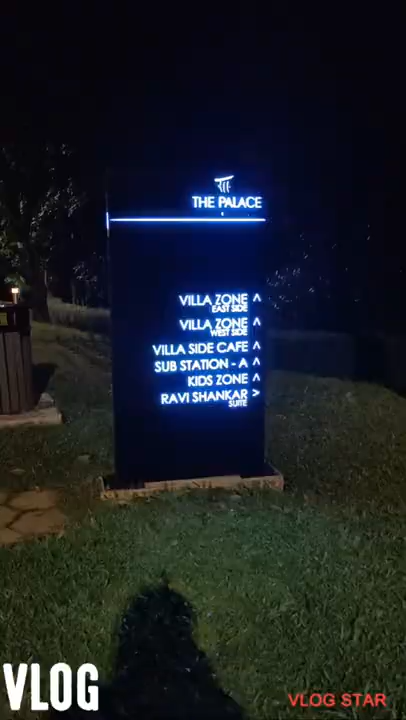 THE PALACE
VILLA ZONE ^
EAST SIDE
VILLA ZONE ^
WEST SIDE
VILLA SIDE CAFE ^
SUB STATION - A ^
KIDS ZONE ^
RAVI SHANKAR >
SUITE
VLOG
VLOG STAR